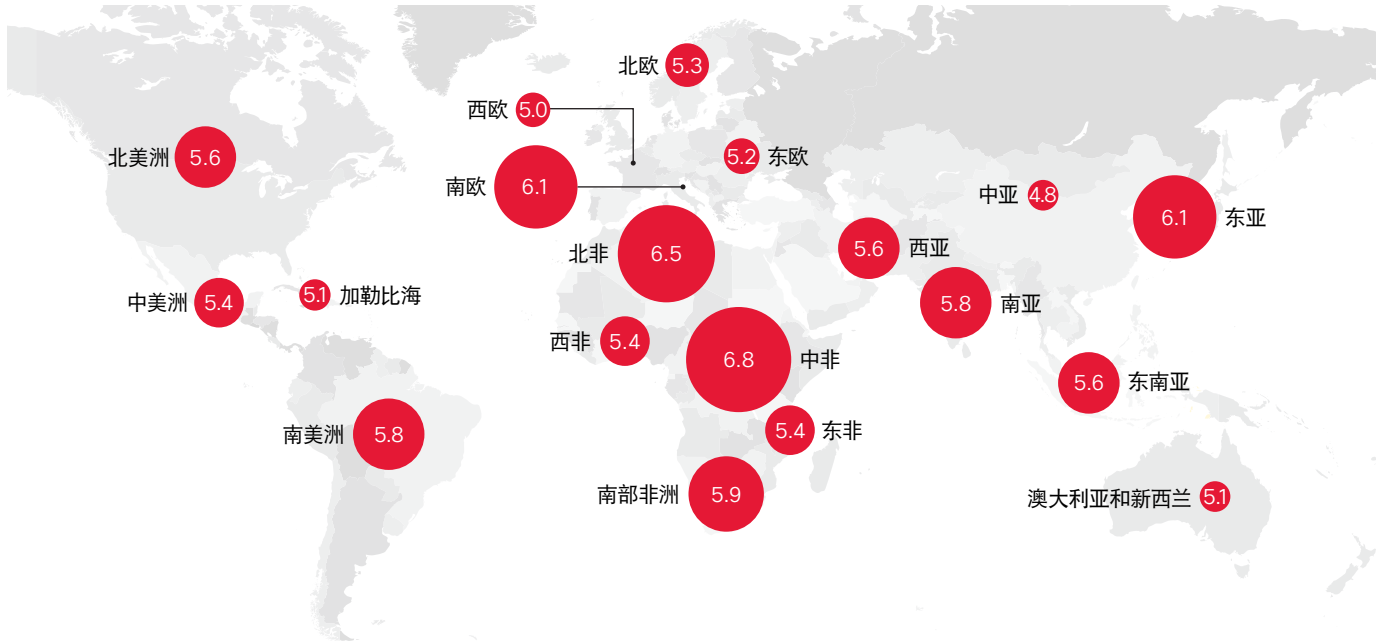 北欧 5.3
西欧 5.0
北美洲 5.6
5.2 东欧
南欧 6.1
中亚 4.8
6.1 东亚
北非 6.5
5.6 西亚
中美洲 5.4
5.1 加勒比海
5.8 南亚
西非 5.4
6.8 中非
5.6 东南亚
南美洲 5.8
5.4 东非
南部非洲 5.9
澳大利亚和新西兰 5.1